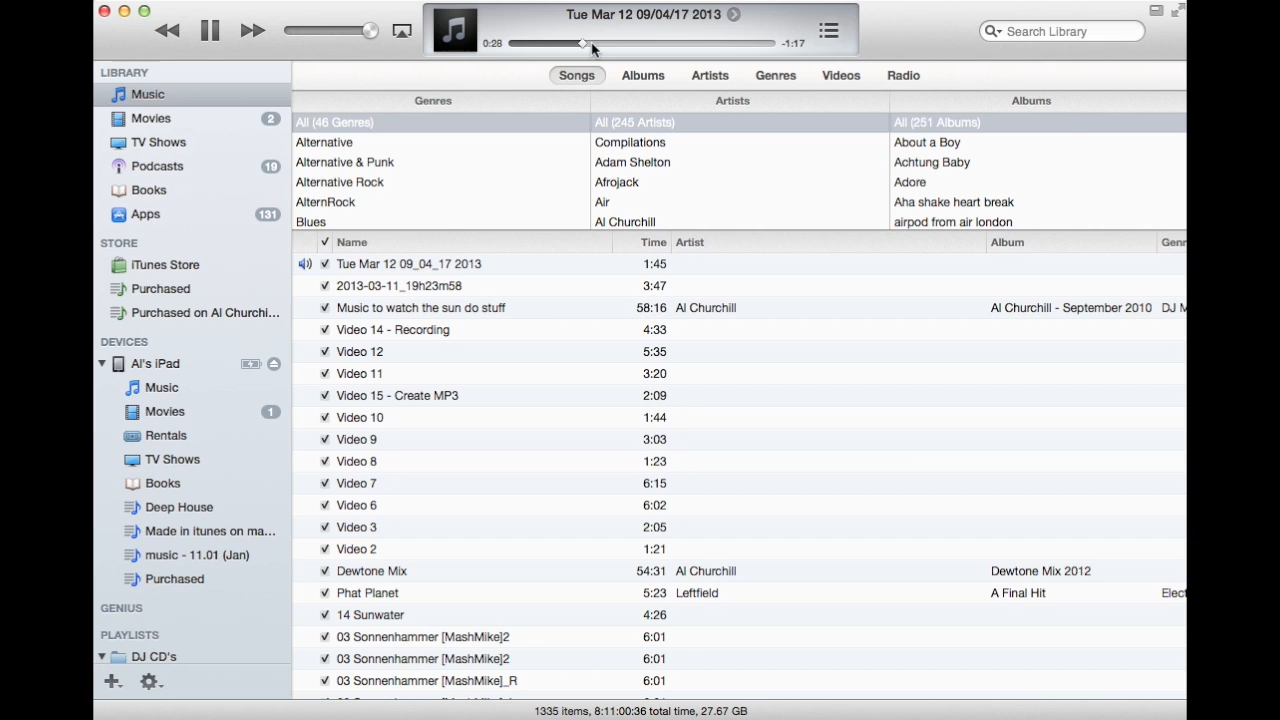 Tue Mar 12 09/04/17 2013
0:28
-1:17
Search Library
LIBRARY
Music
Movies 2
TV Shows
Podcasts 19
Books
Apps 131
STORE
iTunes Store
Purchased
Purchased on Al Churchi...
DEVICES
Al's iPad
Music
Movies 1
Rentals
TV Shows
Books
Deep House
Made in itunes on ma...
music - 11.01 (Jan)
Purchased
GENIUS
PLAYLISTS
DJ CD's
Songs Albums Artists Genres Videos Radio
Genres Artists Albums
All (46 Genres) All (245 Artists) All (251 Albums)
Alternative Compilations About a Boy
Alternative & Punk Adam Shelton Achtung Baby
Alternative Rock Afrojack Adore
AlternRock Air Aha shake heart break
Blues Al Churchill airpod from air london
Name Time Artist Album Genr
Tue Mar 12 09_04_17 2013 1:45
2013-03-11_19h23m58 3:47
Music to watch the sun do stuff 58:16 Al Churchill Al Churchill - September 2010 DJ M
Video 14 - Recording 4:33
Video 12 5:35
Video 11 3:20
Video 15 - Create MP3 2:09
Video 10 1:44
Video 9 3:03
Video 8 1:23
Video 7 6:15
Video 6 6:02
Video 3 2:05
Video 2 1:21
Dewtone Mix 54:31 Al Churchill Dewtone Mix 2012
Phat Planet 5:23 Leftfield A Final Hit Elect
14 Sunwater 4:26
03 Sonnenhammer [MashMike]2 6:01
03 Sonnenhammer [MashMike]2 6:01
03 Sonnenhammer [MashMike]_R 6:01
1335 items, 8:11:00:36 total time, 27.67 GB